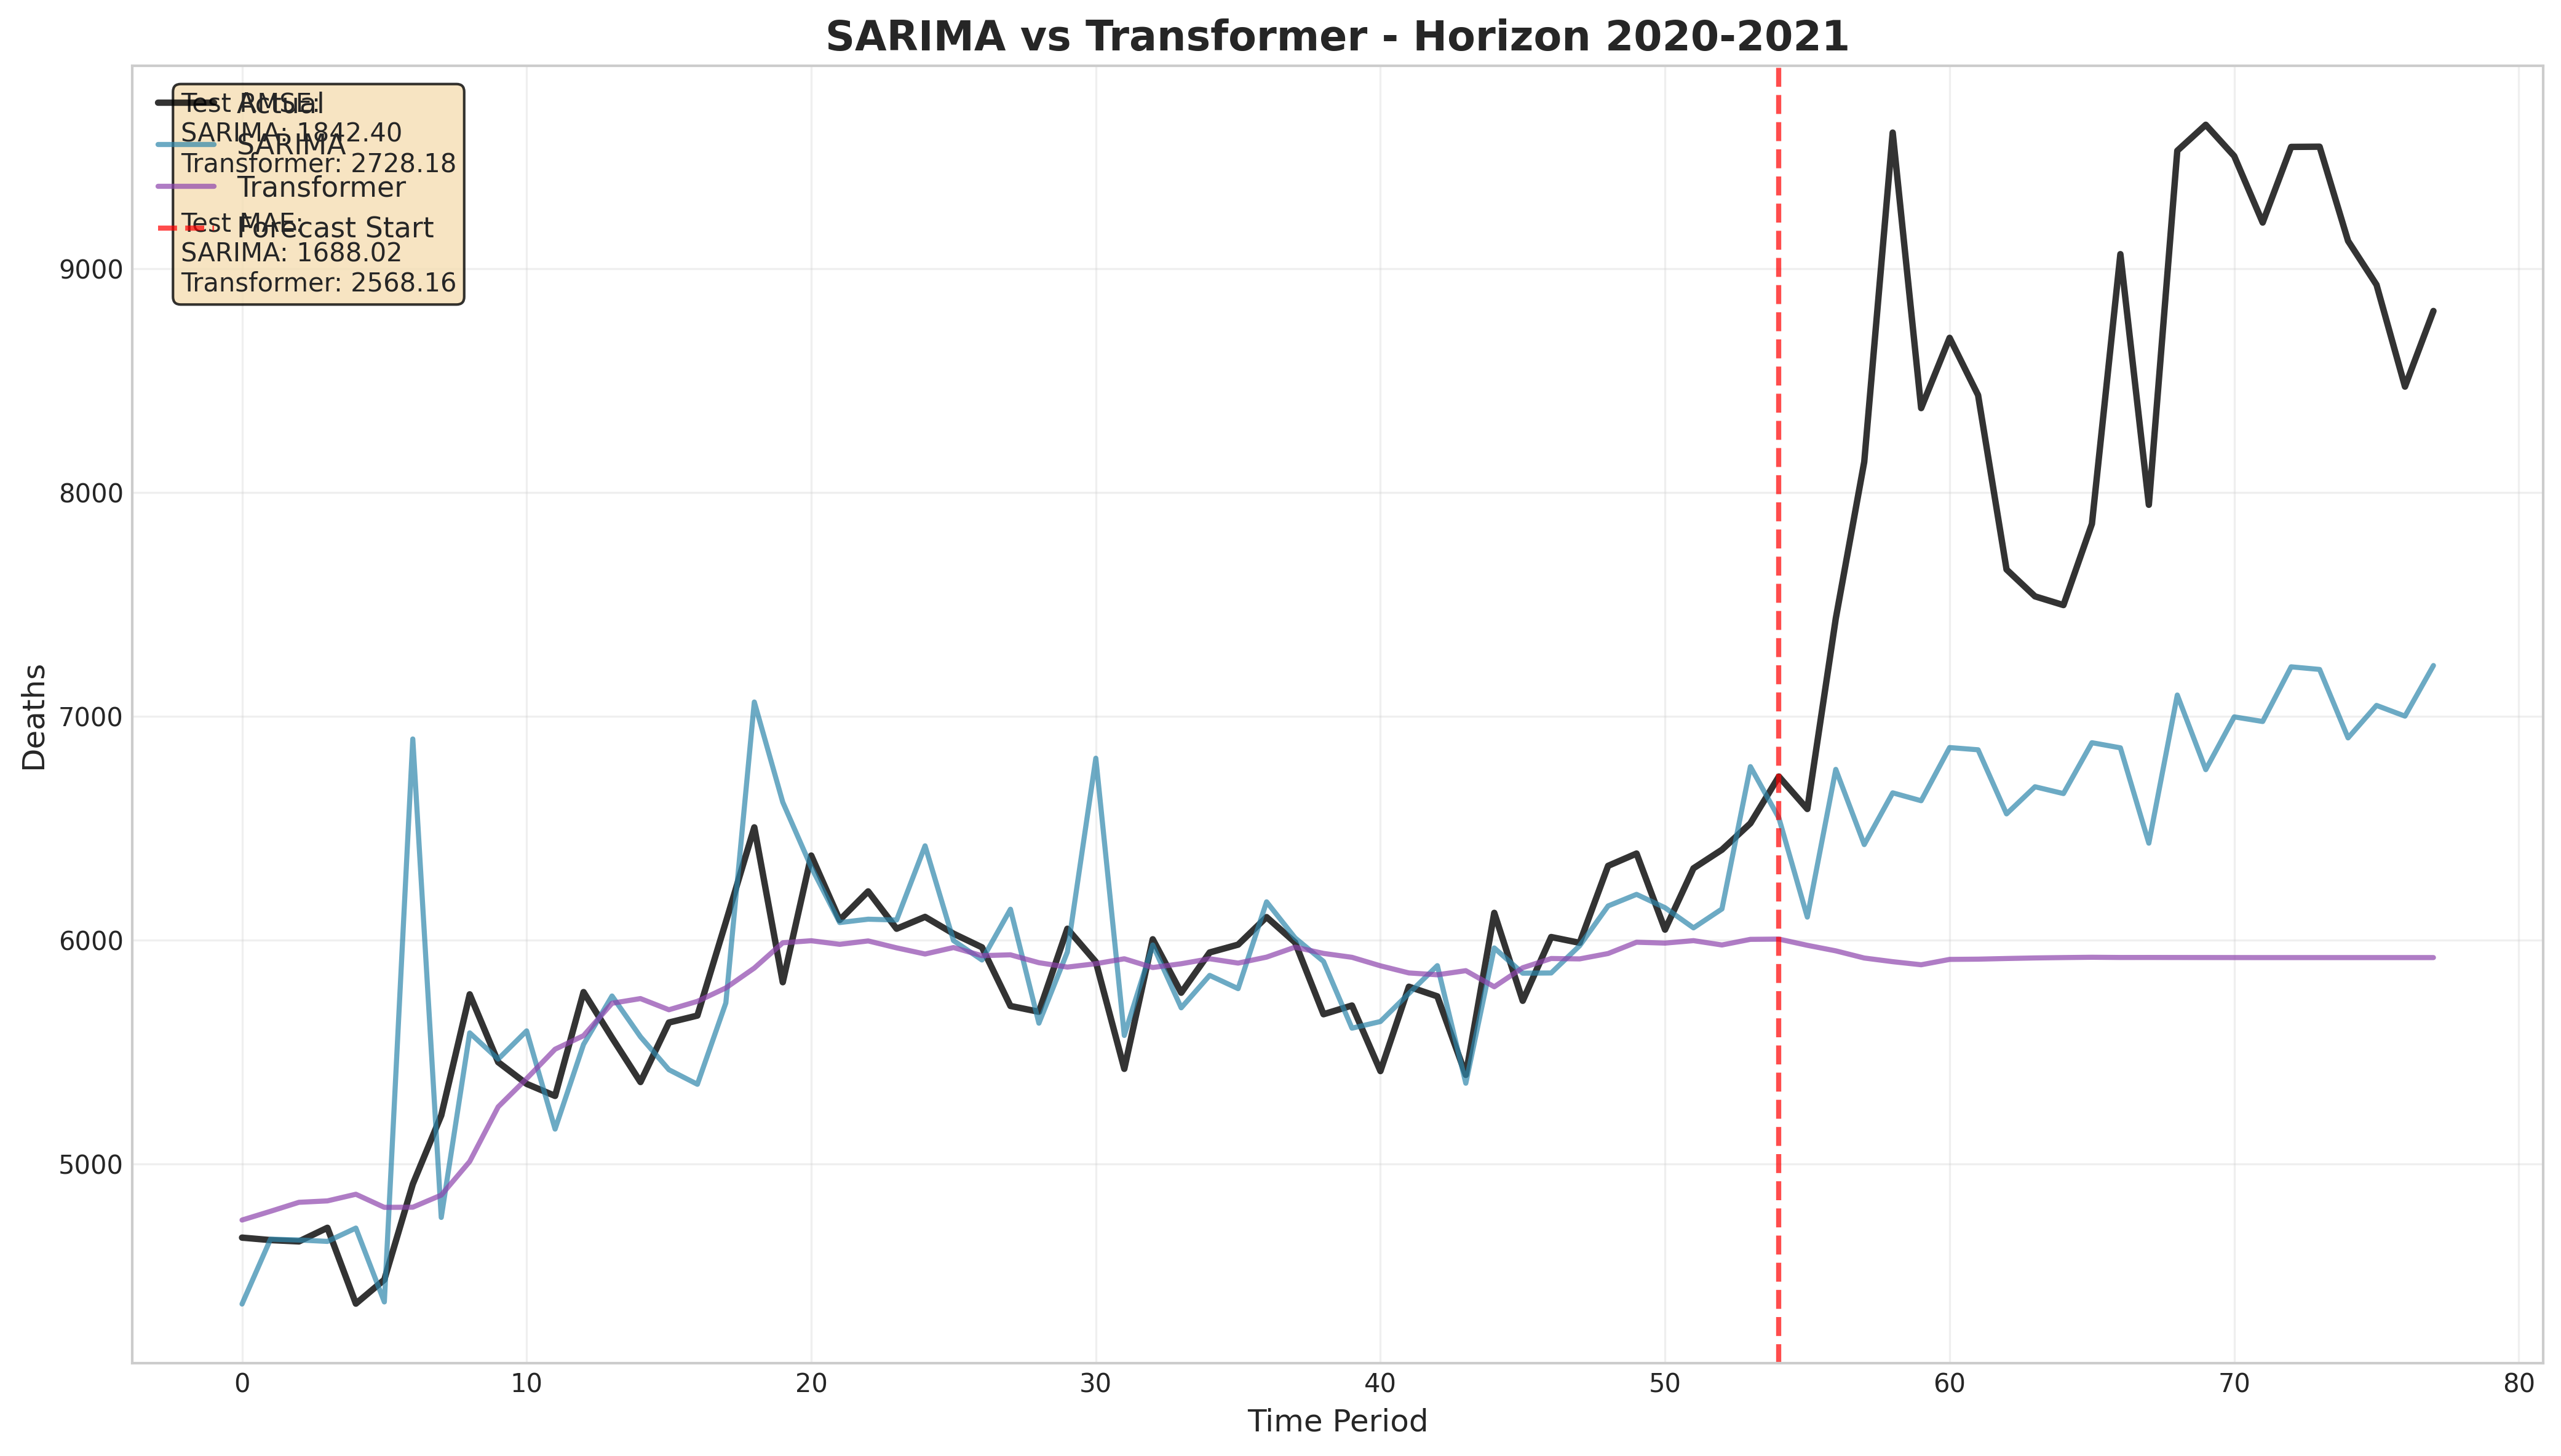 SARIMA vs Transformer - Horizon 2020-2021
Actual
SARIMA
Transformer
Forecast Start
Test RMSE:
SARIMA: 1842.40
Transformer: 2728.18
Test MAE:
SARIMA: 1688.02
Transformer: 2568.16
Deaths
9000
8000
7000
6000
5000
0 10 20 30 40 50 60 70 80
Time Period